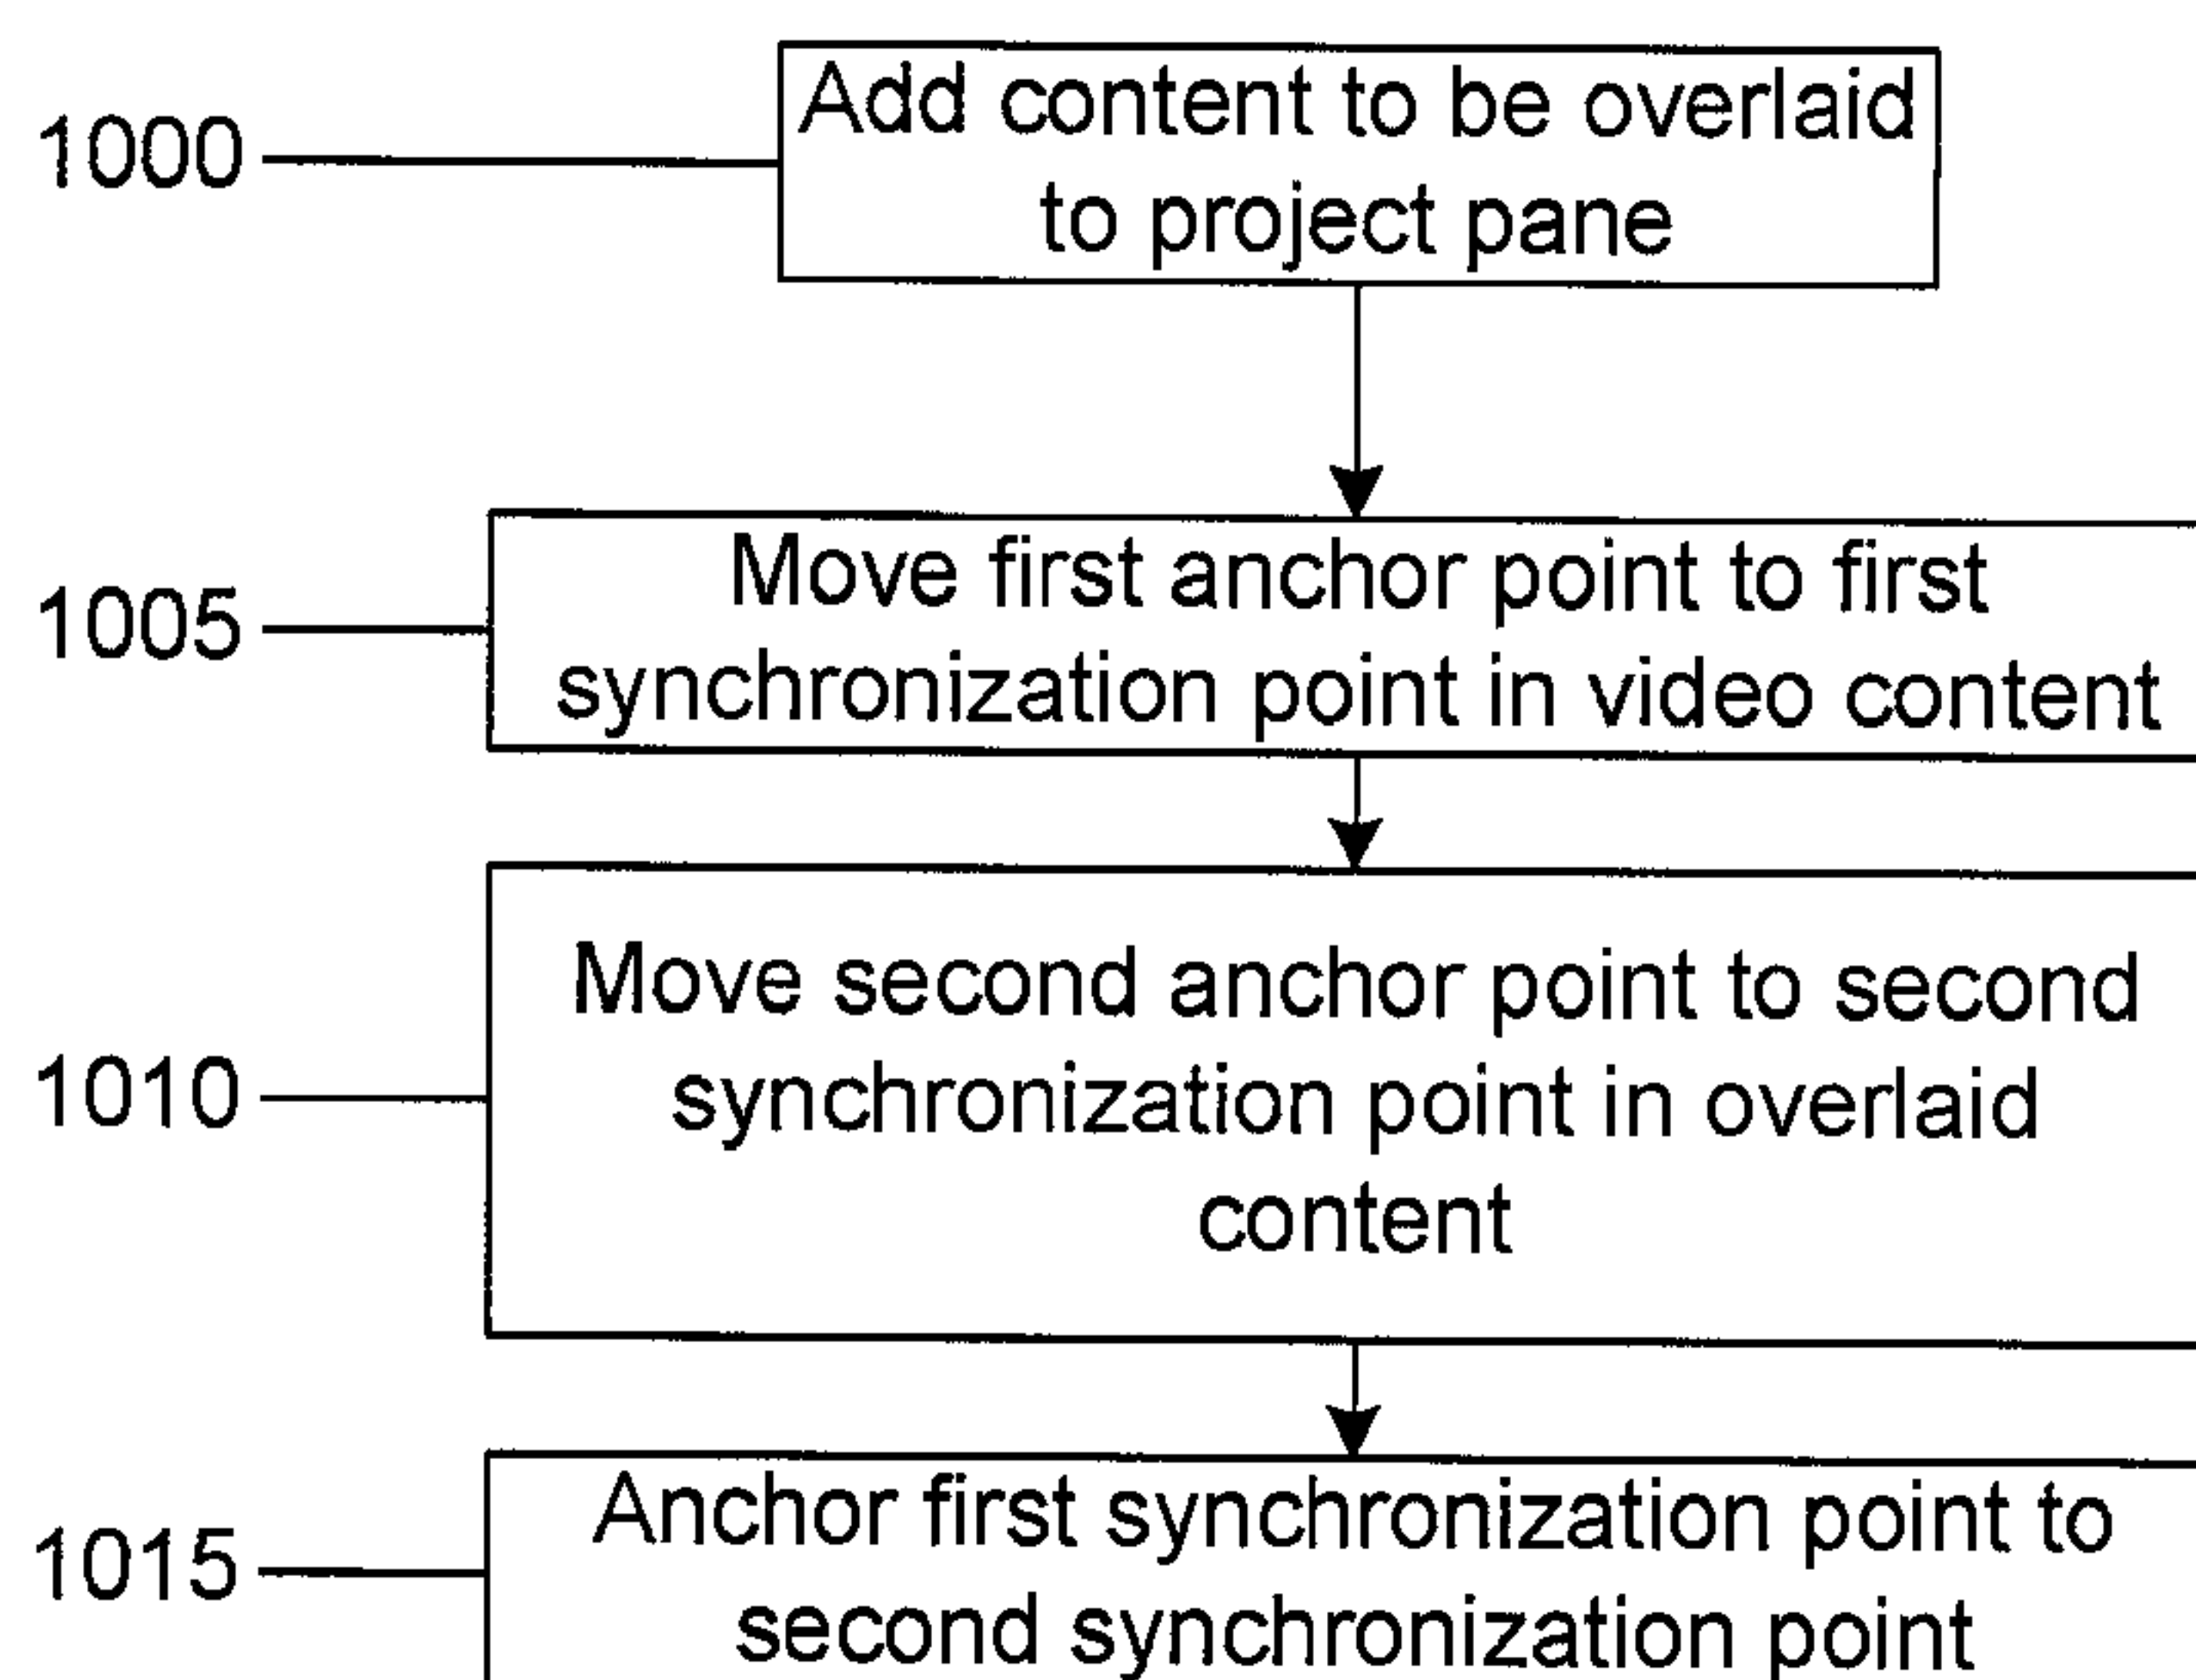 1000
Add content to be overlaid
to project pane
1005
Move first anchor point to first
synchronization point in video content
1010
Move second anchor point to second
synchronization point in overlaid
content
1015
Anchor first synchronization point to
second synchronization point